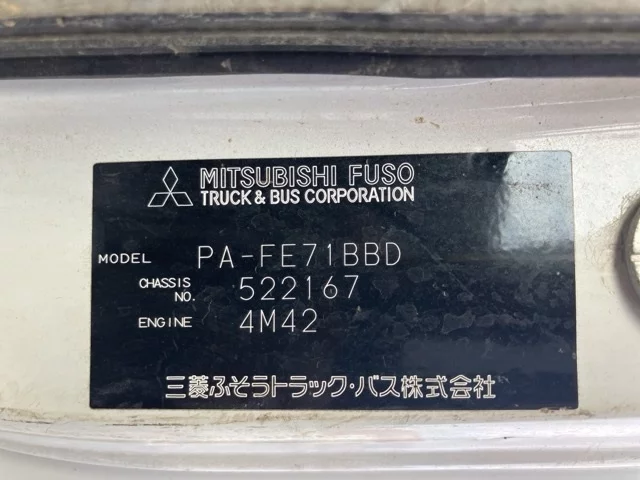 MITSUBISHI FUSO
TRUCK & BUS CORPORATION
MODEL PA-FE71BBD
CHASSIS NO. 522167
ENGINE 4M42
三菱ふそうトラック・バス株式会社